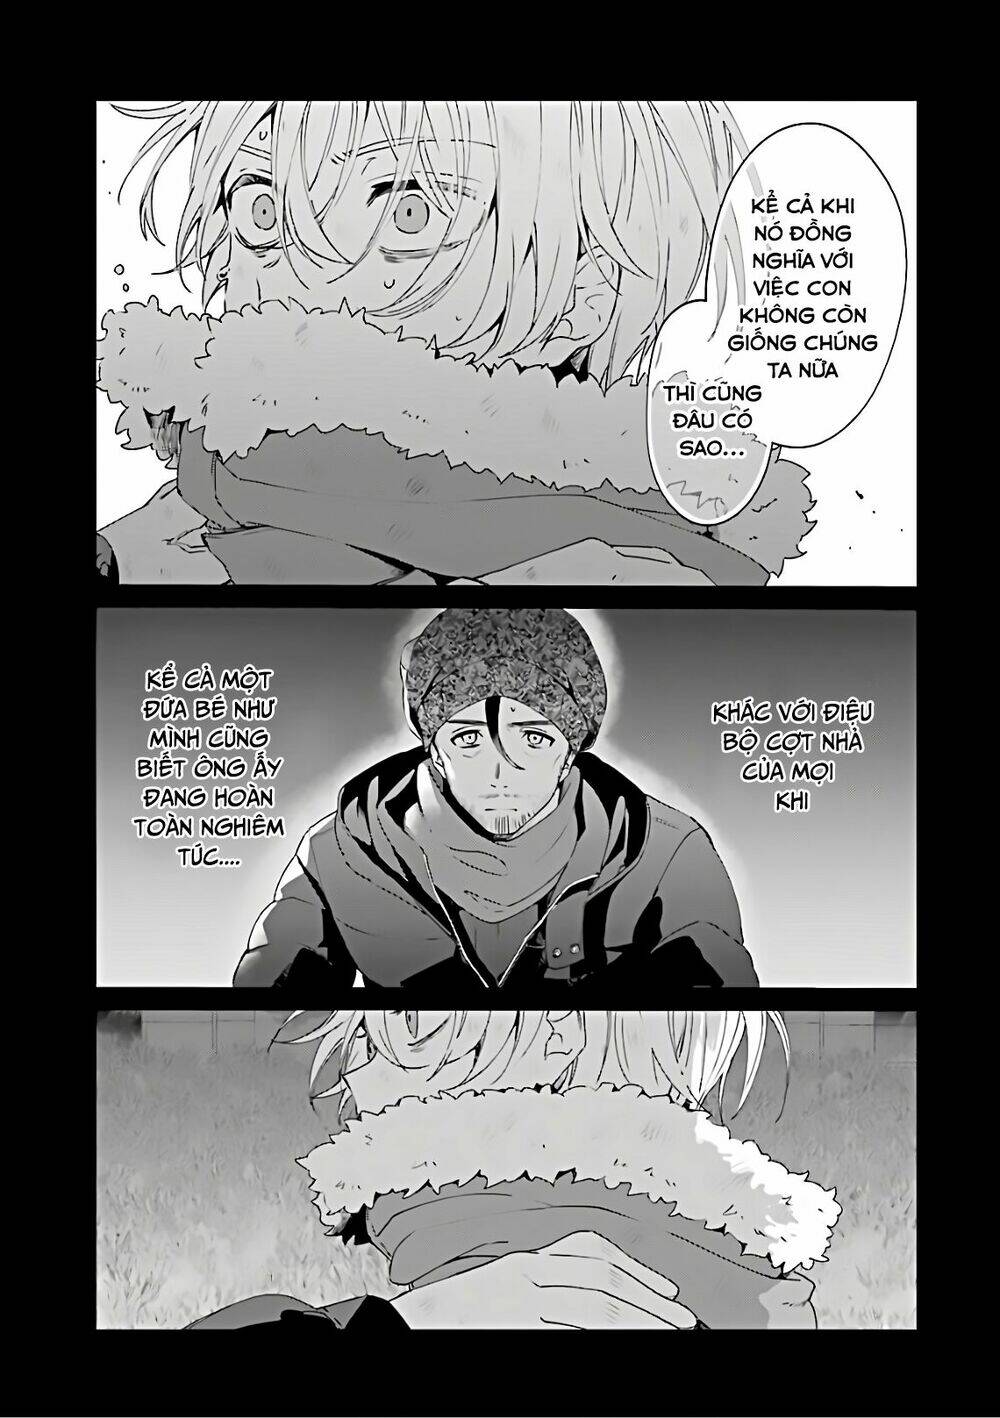 KỂ CẢ KHI
NÓ ĐỒNG
NGHĨA VỚI
VIỆC CON
KHÔNG CÒN
GIỐNG CHÚNG
TA NỮA
THÌ CŨNG
ĐÂU CÓ
SAO...
KHÁC VỚI ĐIỆU
BỘ CỢT NHẢ
CỦA MỌI
KHI
KỂ CẢ MỘT
ĐỨA BÉ NHƯ
MÌNH CŨNG
BIẾT ÔNG ẤY
ĐANG HOÀN
TOÀN NGHIÊM
TÚC....